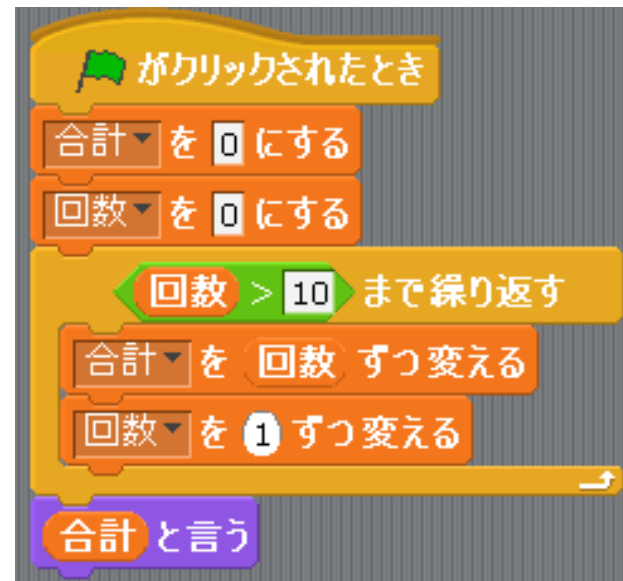 がクリックされたとき
合計 を 0 にする
回数 を 0 にする
回数 > 10 まで繰り返す
合計 を 回数 ずつ変える
回数 を 1 ずつ変える
合計 と言う